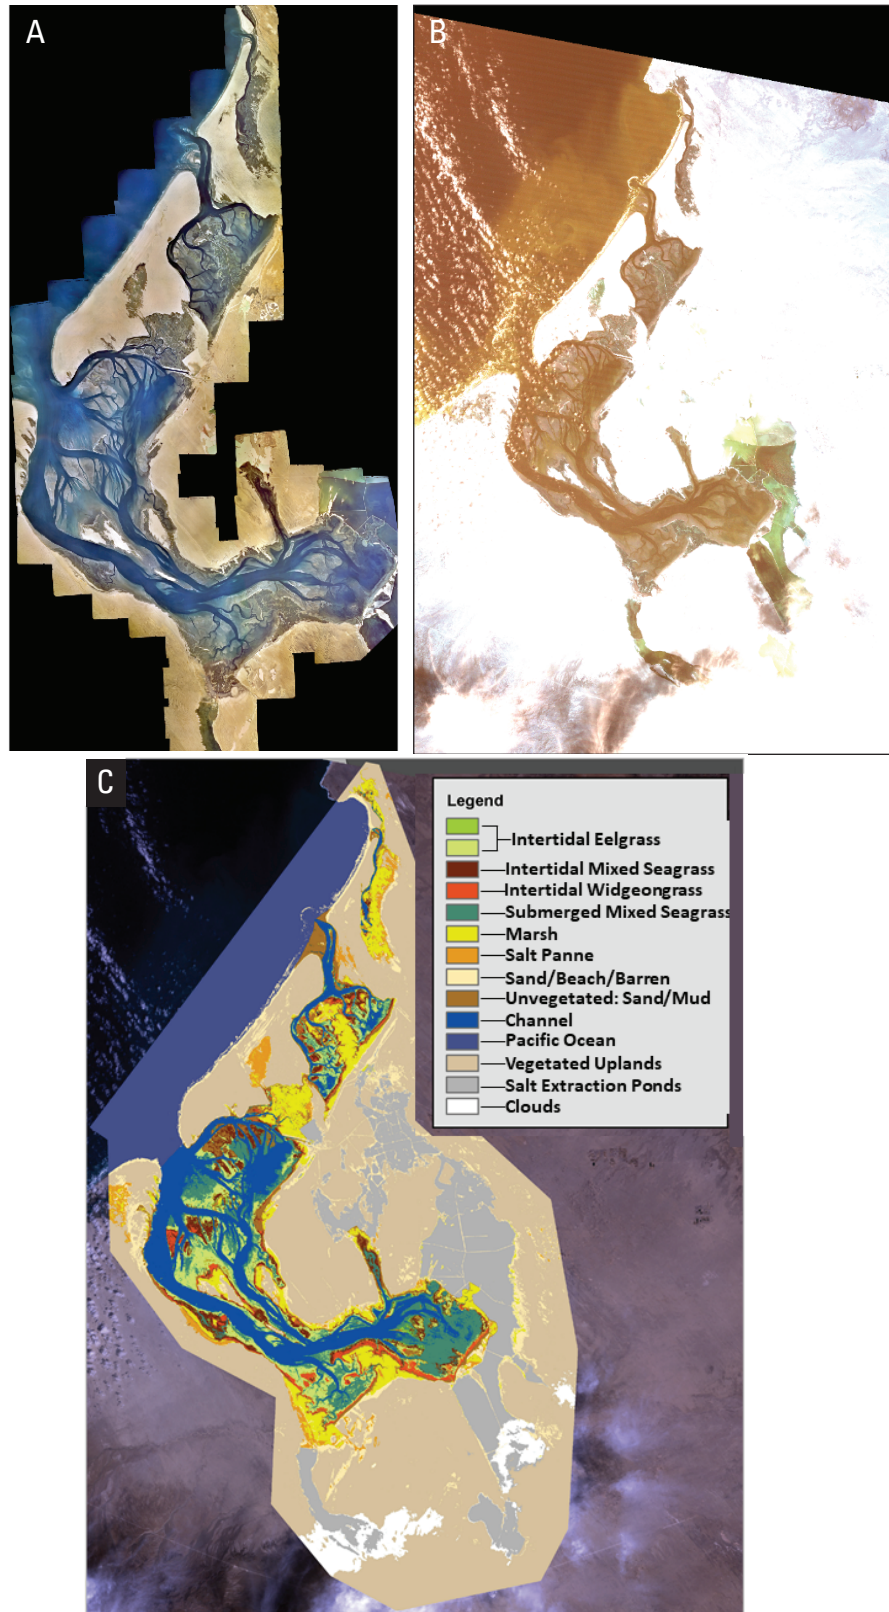 A
B
C
Legend
Intertidal Eelgrass
Intertidal Mixed Seagrass
Intertidal Widgeongrass
Submerged Mixed Seagrass
Marsh
Salt Panne
Sand/Beach/Barren
Unvegetated: Sand/Mud
Channel
Pacific Ocean
Vegetated Uplands
Salt Extraction Ponds
Clouds